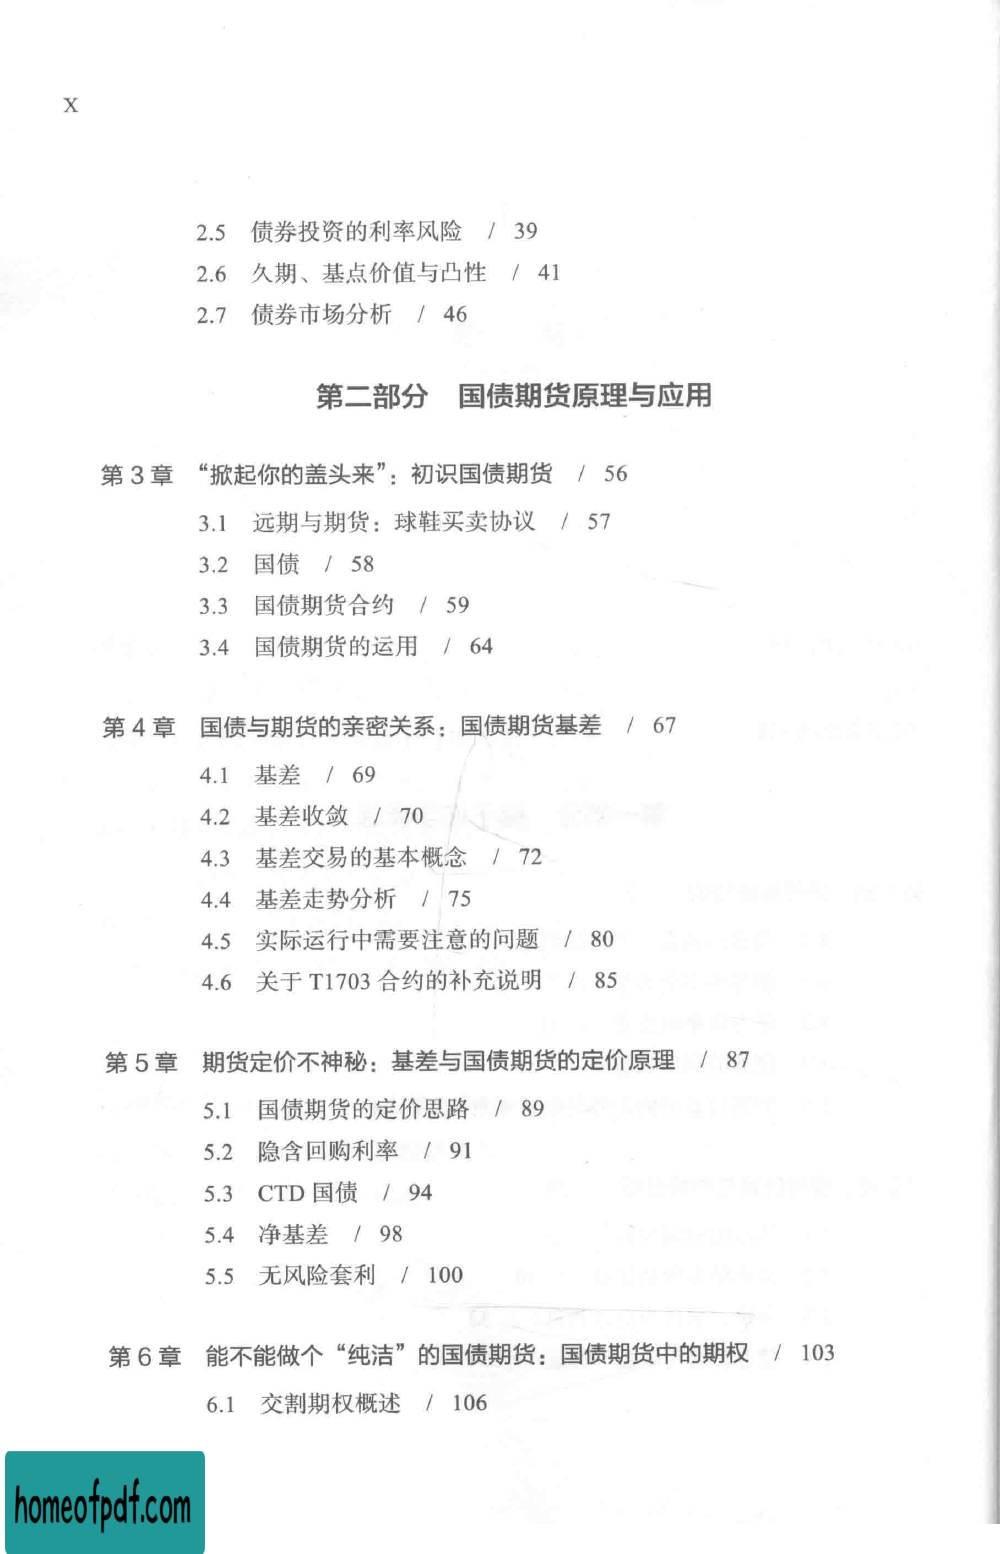 X
2.5 债券投资的利率风险 / 39
2.6 久期、基点价值与凸性 / 41
2.7 债券市场分析 / 46
第二部分 国债期货原理与应用
第 3 章 “掀起你的盖头来”：初识国债期货 / 56
3.1 远期与期货：球鞋买卖协议 / 57
3.2 国债 / 58
3.3 国债期货合约 / 59
3.4 国债期货的运用 / 64
第 4 章 国债与期货的亲密关系：国债期货基差 / 67
4.1 基差 / 69
4.2 基差收敛 / 70
4.3 基差交易的基本概念 / 72
4.4 基差走势分析 / 75
4.5 实际运行中需要注意的问题 / 80
4.6 关于 T1703 合约的补充说明 / 85
第 5 章 期货定价不神秘：基差与国债期货的定价原理 / 87
5.1 国债期货的定价思路 / 89
5.2 隐含回购利率 / 91
5.3 CTD 国债 / 94
5.4 净基差 / 98
5.5 无风险套利 / 100
第 6 章 能不能做个“纯洁”的国债期货：国债期货中的期权 / 103
6.1 交割期权概述 / 106
homeofpdf.com